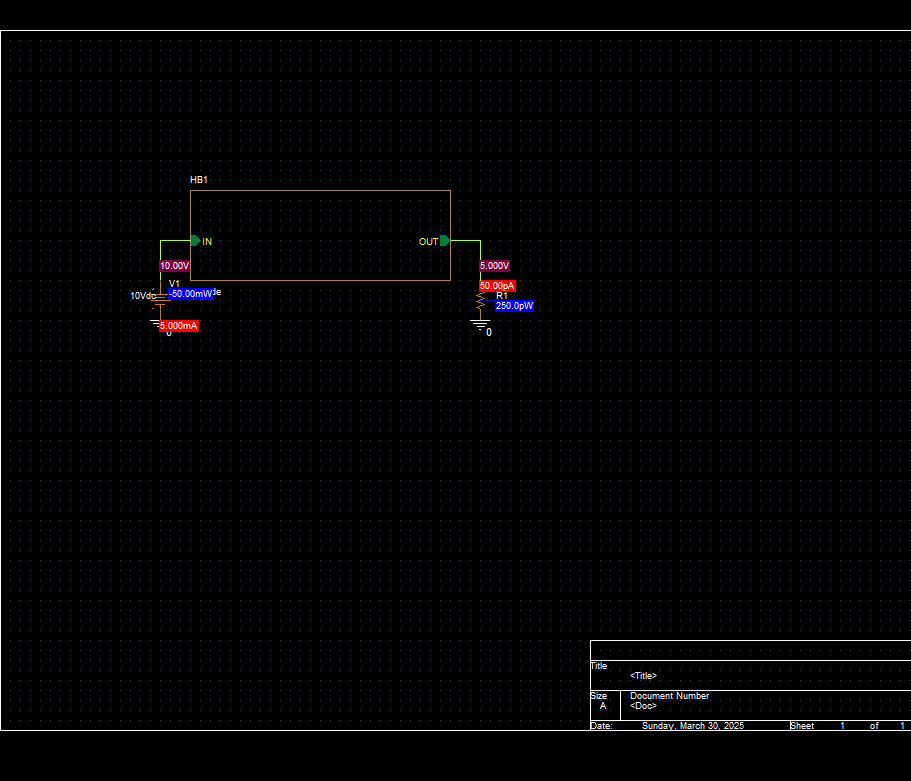 HB1
IN
OUT
10.00V
5.000V
V1
50.00pA
10Vdc
-50.00mW
R1
250.0pW
5.000mA
0
0
Title
<Title>
Size
Document Number
A
<Doc>
Date:
Sunday, March 30, 2025
Sheet
1
of
1